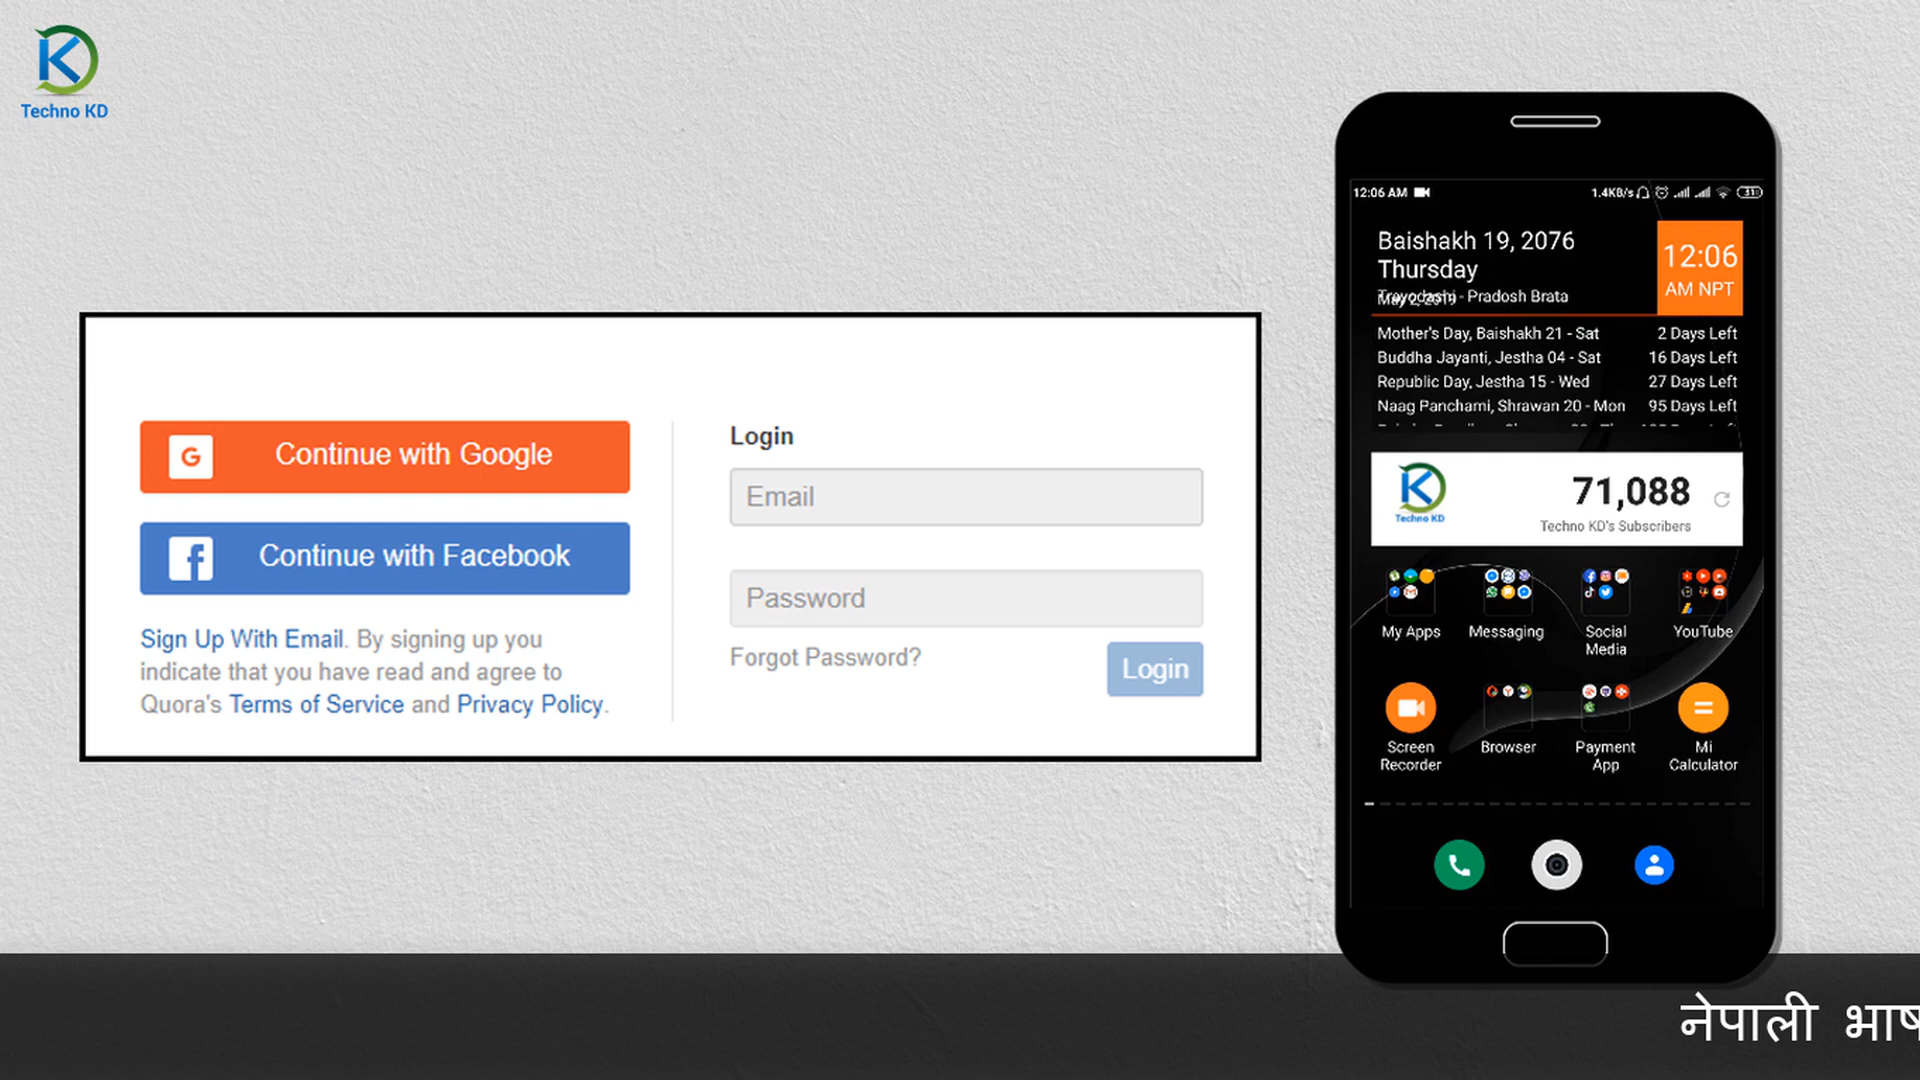 Techno KD
Continue with Google
Continue with Facebook
Sign Up With Email. By signing up you
indicate that you have read and agree to
Quora's Terms of Service and Privacy Policy.
Login
Email
Password
Forgot Password?
Login
12:06 AM
1.4KB/s
31
Baishakh 19, 2076
Thursday
Trayodashi - Pradosh Brata
May 2, 2019
12:06
AM NPT
Mother's Day, Baishakh 21 - Sat 2 Days Left
Buddha Jayanti, Jestha 04 - Sat 16 Days Left
Republic Day, Jestha 15 - Wed 27 Days Left
Naag Panchami, Shrawan 20 - Mon 95 Days Left
Techno KD
71,088
Techno KD's Subscribers
My Apps
Messaging
Social
Media
YouTube
Screen
Recorder
Browser
Payment
App
Mi
Calculator
नेपाली भाष